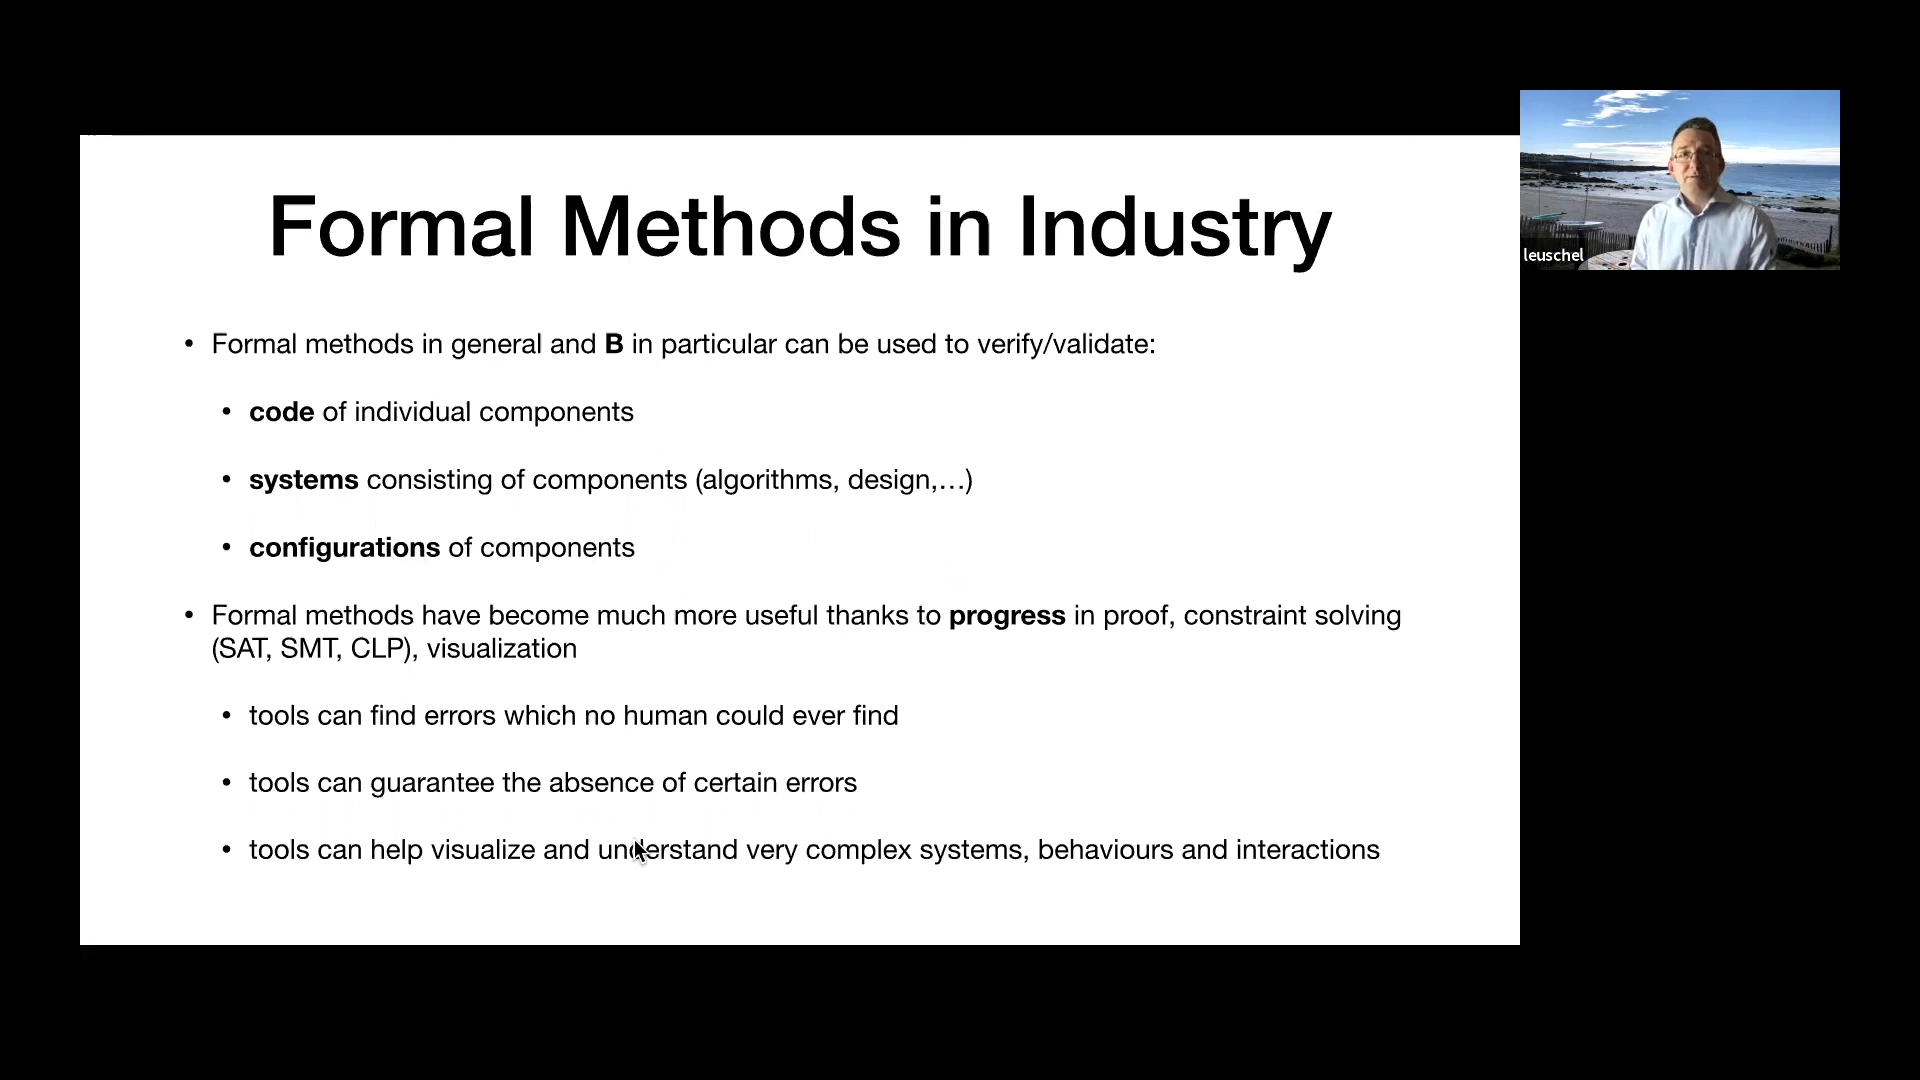 Formal Methods in Industry
leuschel
• Formal methods in general and B in particular can be used to verify/validate:
• code of individual components
• systems consisting of components (algorithms, design,…)
• configurations of components
• Formal methods have become much more useful thanks to progress in proof, constraint solving
(SAT, SMT, CLP), visualization
• tools can find errors which no human could ever find
• tools can guarantee the absence of certain errors
• tools can help visualize and understand very complex systems, behaviours and interactions